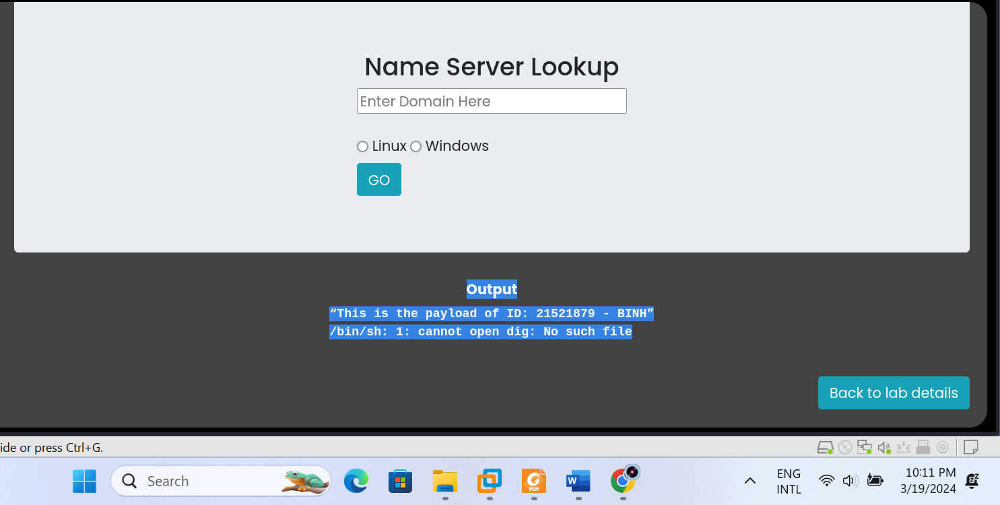 Name Server Lookup
Enter Domain Here
Linux Windows
GO
Output
“This is the payload of ID: 21521879 - BINH”
/bin/sh: 1: cannot open dig: No such file
Back to lab details
ide or press Ctrl+G.
Search
PDF
W
ENG
INTL
10:11 PM
3/19/2024